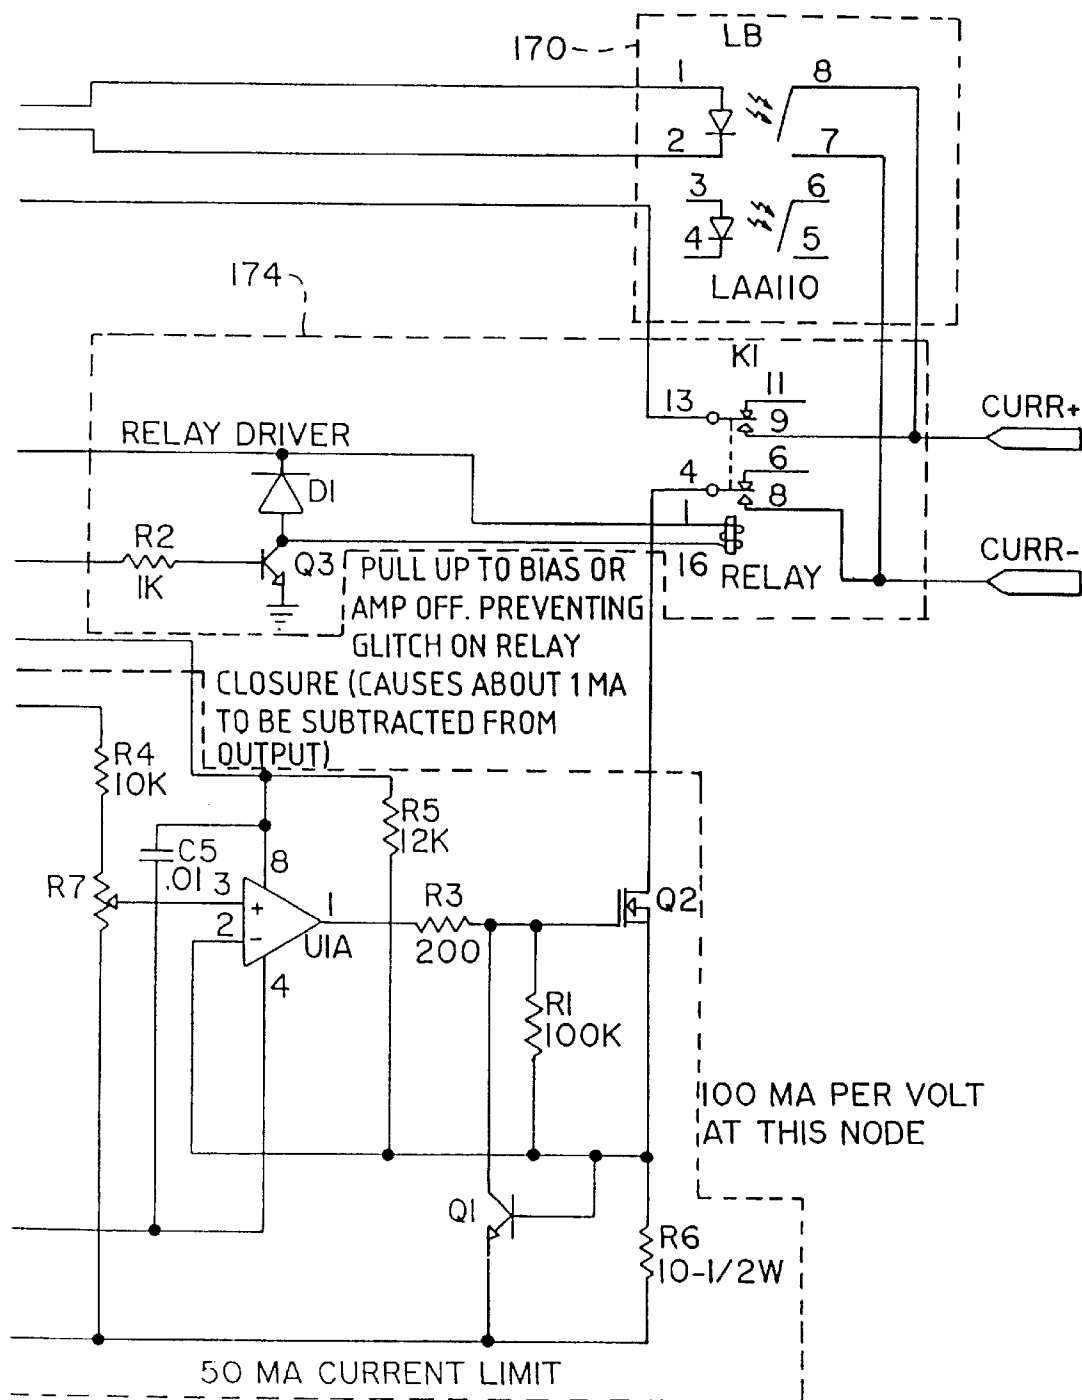 170
LB
1
8
2
7
3
6
4
5
LAA110
174
K1
11
13
9
CURR+
RELAY DRIVER
6
4
8
D1
1
R2
1K
Q3
16
RELAY
CURR-
PULL UP TO BIAS OR
AMP OFF. PREVENTING
GLITCH ON RELAY
CLOSURE (CAUSES ABOUT 1 MA
TO BE SUBTRACTED FROM
OUTPUT)
R4
10K
R5
12K
C5
.01
8
R7
3
+
1
R3
200
Q2
2
-
U1A
4
R1
100K
100 MA PER VOLT
AT THIS NODE
Q1
R6
10-1/2W
50 MA CURRENT LIMIT